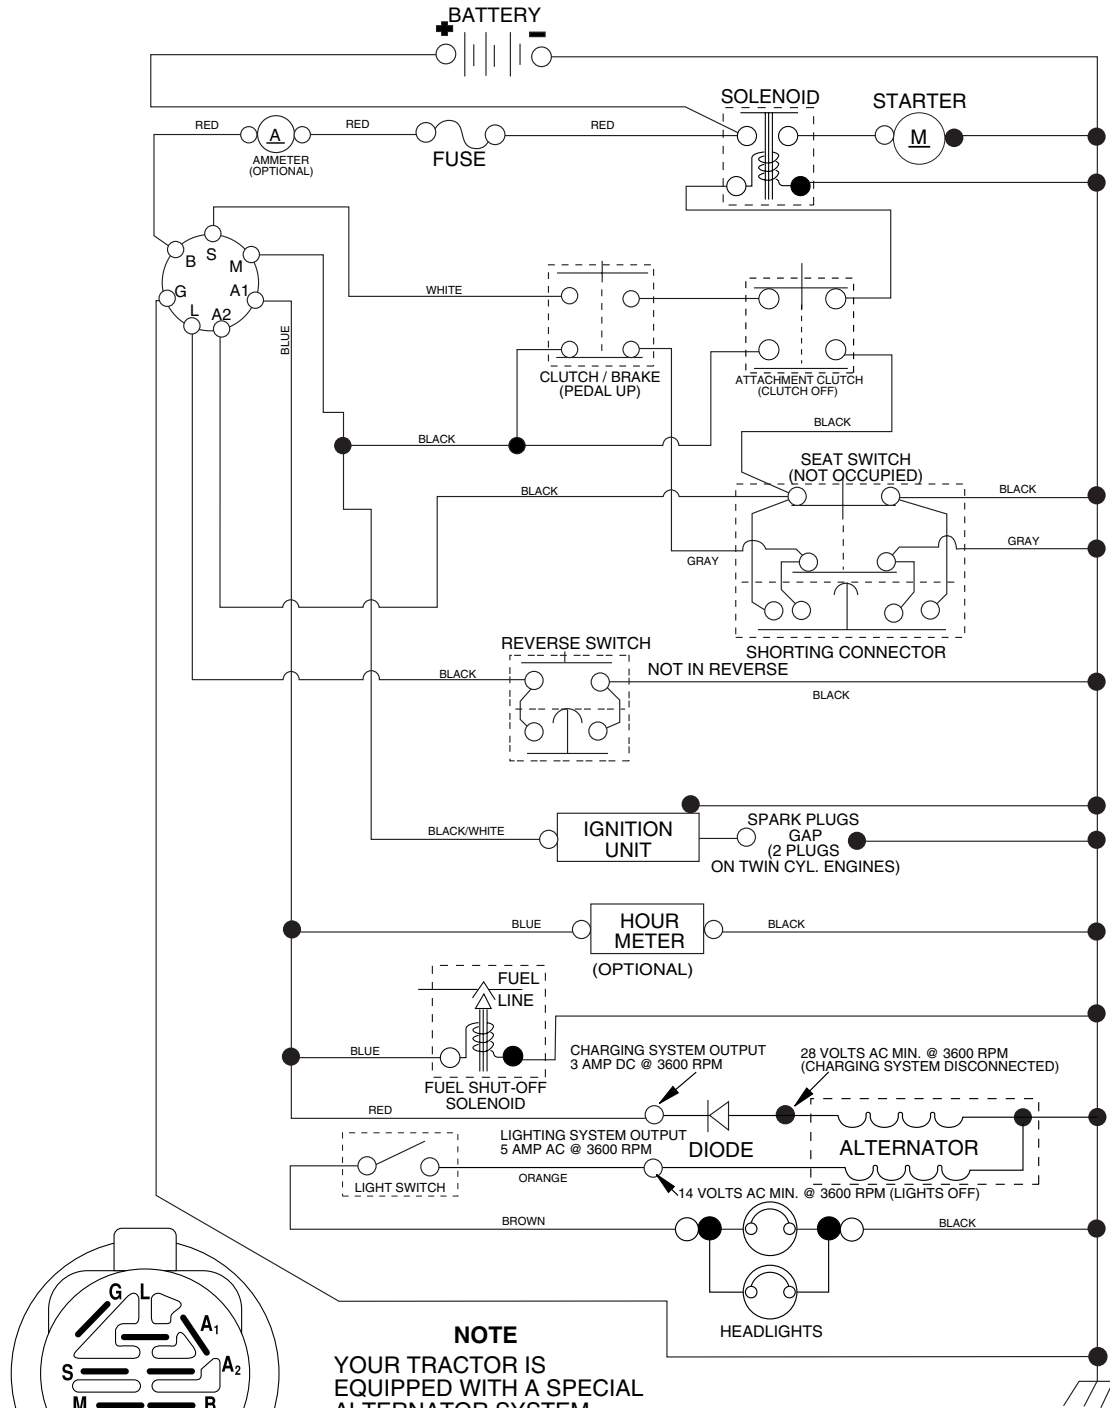 BATTERY
+ -
SOLENOID
STARTER
RED
A
RED
RED
M
AMMETER
(OPTIONAL)
FUSE
B
S
M
G
A1
L
A2
BLUE
WHITE
CLUTCH / BRAKE
(PEDAL UP)
ATTACHMENT CLUTCH
(CLUTCH OFF)
BLACK
BLACK
SEAT SWITCH
(NOT OCCUPIED)
BLACK
BLACK
GRAY
GRAY
SHORTING CONNECTOR
REVERSE SWITCH
NOT IN REVERSE
BLACK
BLACK
BLACK/WHITE
IGNITION
UNIT
SPARK PLUGS
GAP
(2 PLUGS
ON TWIN CYL. ENGINES)
BLUE
HOUR
METER
BLACK
(OPTIONAL)
FUEL
LINE
BLUE
FUEL SHUT-OFF
SOLENOID
CHARGING SYSTEM OUTPUT
3 AMP DC @ 3600 RPM
28 VOLTS AC MIN. @ 3600 RPM
(CHARGING SYSTEM DISCONNECTED)
RED
DIODE
ALTERNATOR
LIGHTING SYSTEM OUTPUT
5 AMP AC @ 3600 RPM
LIGHT SWITCH
ORANGE
14 VOLTS AC MIN. @ 3600 RPM (LIGHTS OFF)
BROWN
BLACK
HEADLIGHTS
G L
A1
S
A2
M
B
NOTE
YOUR TRACTOR IS
EQUIPPED WITH A SPECIAL
ALTERNATOR SYSTEM